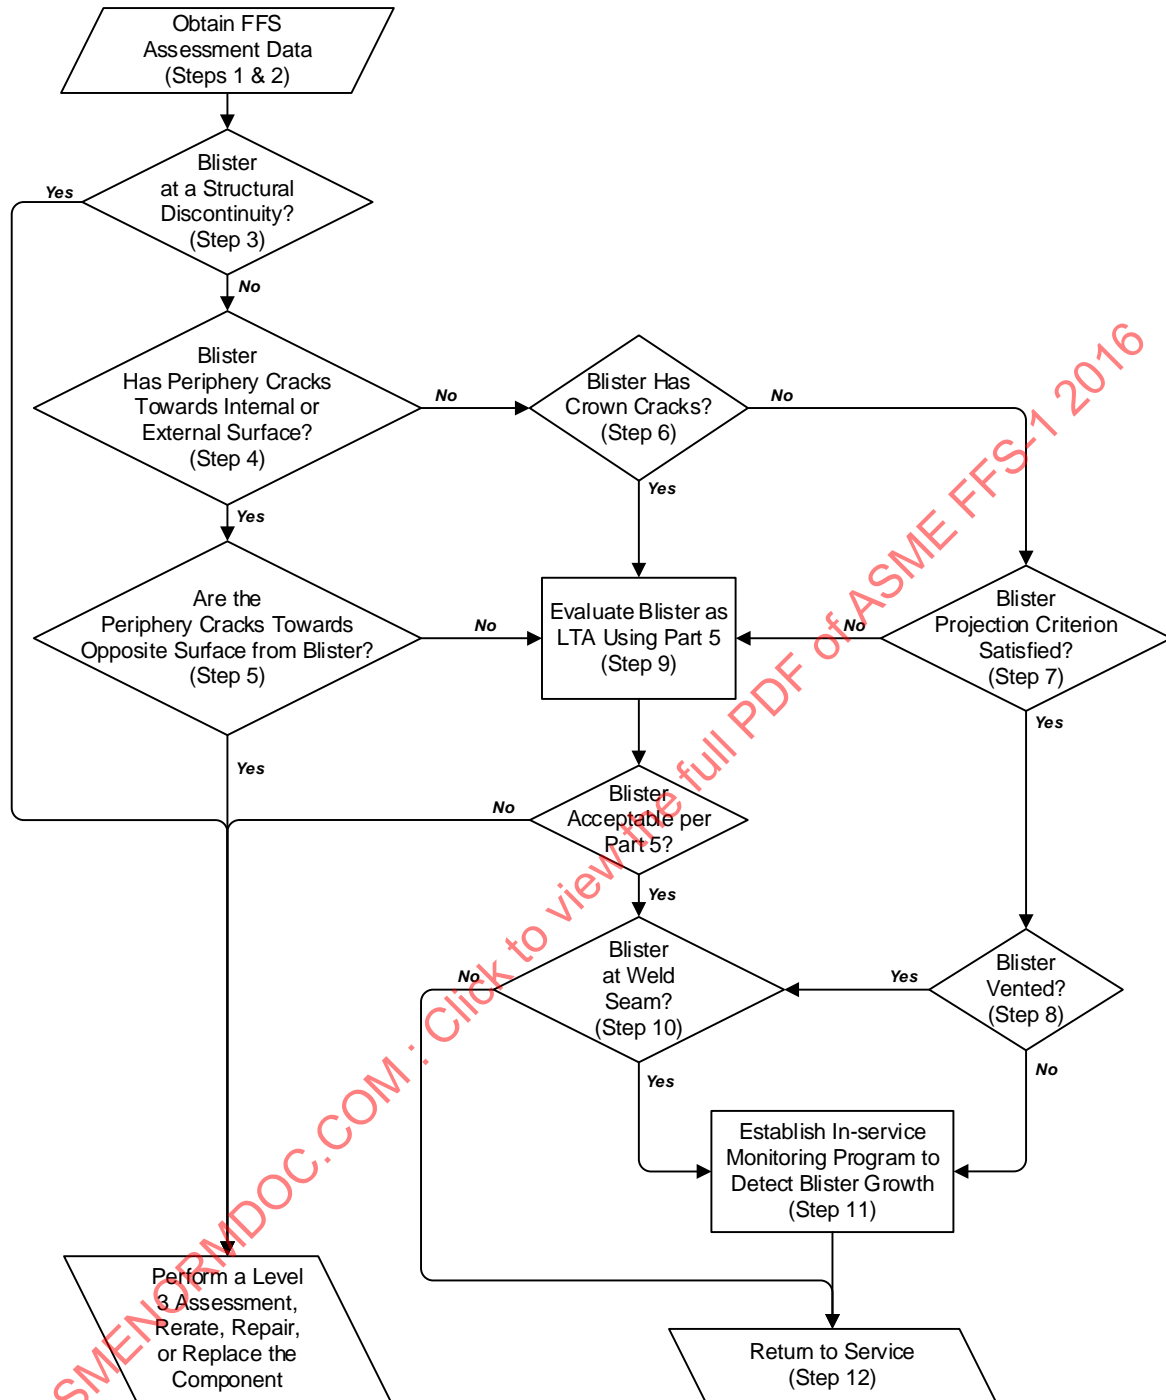 Obtain FFS
Assessment Data
(Steps 1 & 2)
Blister
at a Structural
Discontinuity?
(Step 3)
Yes
No
Blister
Has Periphery Cracks
Towards Internal or
External Surface?
(Step 4)
No
Yes
Blister Has
Crown Cracks?
(Step 6)
No
Yes
Are the
Periphery Cracks Towards
Opposite Surface from Blister?
(Step 5)
No
Yes
Evaluate Blister as
LTA Using Part 5
(Step 9)
Blister
Projection Criterion
Satisfied?
(Step 7)
No
Yes
Blister
Acceptable per
Part 5?
No
Yes
Blister
at Weld
Seam?
(Step 10)
No
Yes
Blister
Vented?
(Step 8)
Yes
No
Establish In-service
Monitoring Program to
Detect Blister Growth
(Step 11)
Perform a Level
3 Assessment,
Rerate, Repair,
or Replace the
Component
Return to Service
(Step 12)
SMENORMDOC.COM : Click to view the full PDF of ASME FFS-1 2016